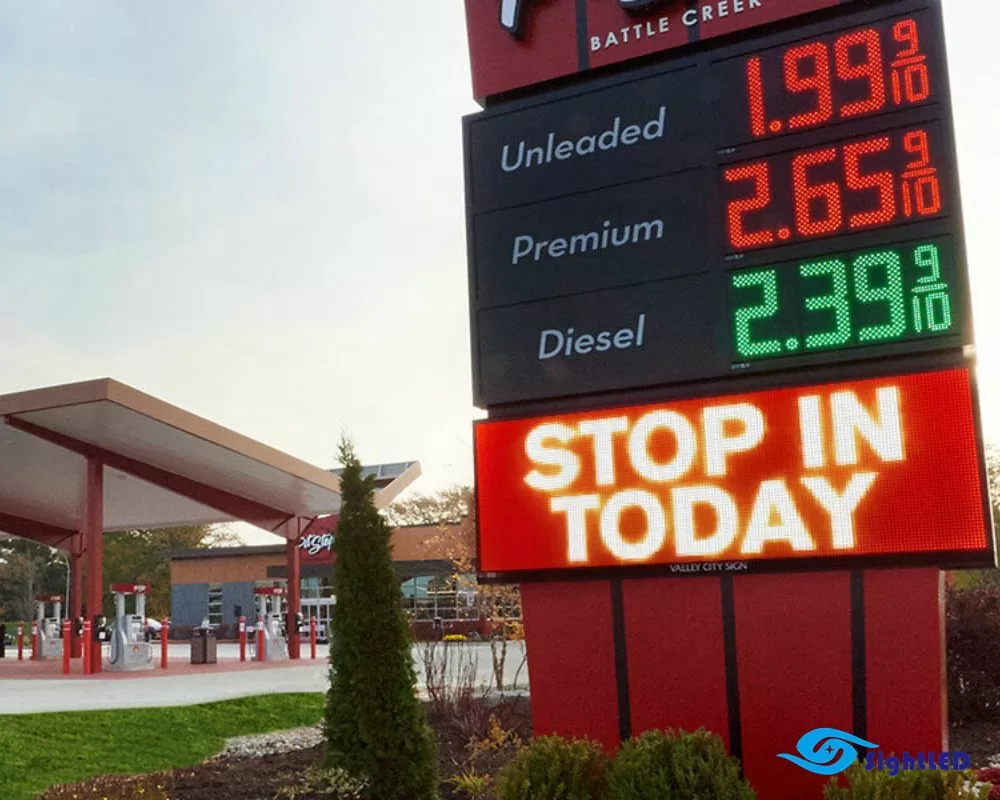 BATTLE CREEK
Unleaded 1.99 9/10
Premium 2.65 9/10
Diesel 2.39 9/10
STOP IN
TODAY
VALLEY CITY SIGN
SightLED